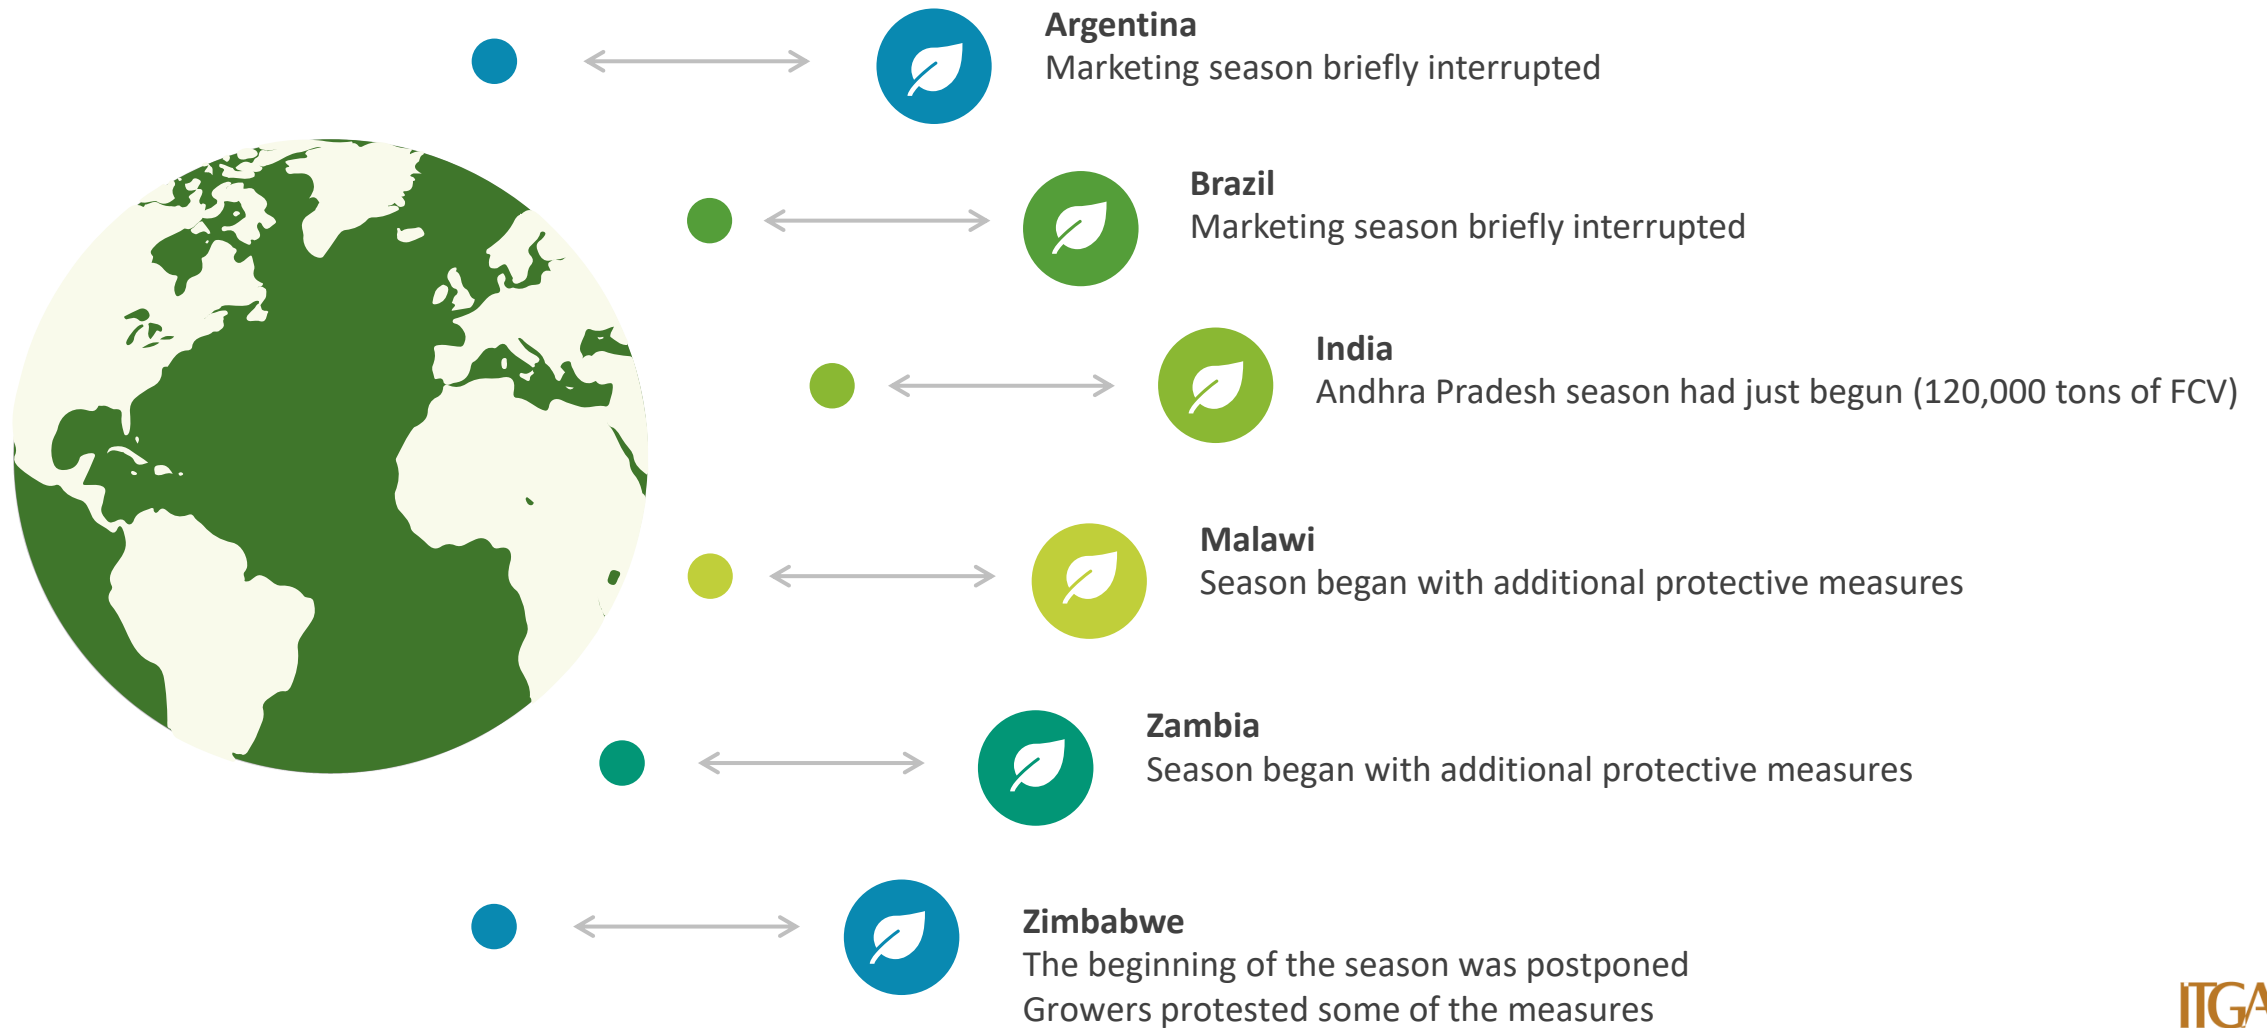 Argentina
Marketing season briefly interrupted
Brazil
Marketing season briefly interrupted
India
Andhra Pradesh season had just begun (120,000 tons of FCV)
Malawi
Season began with additional protective measures
Zambia
Season began with additional protective measures
Zimbabwe
The beginning of the season was postponed
Growers protested some of the measures
ITGA